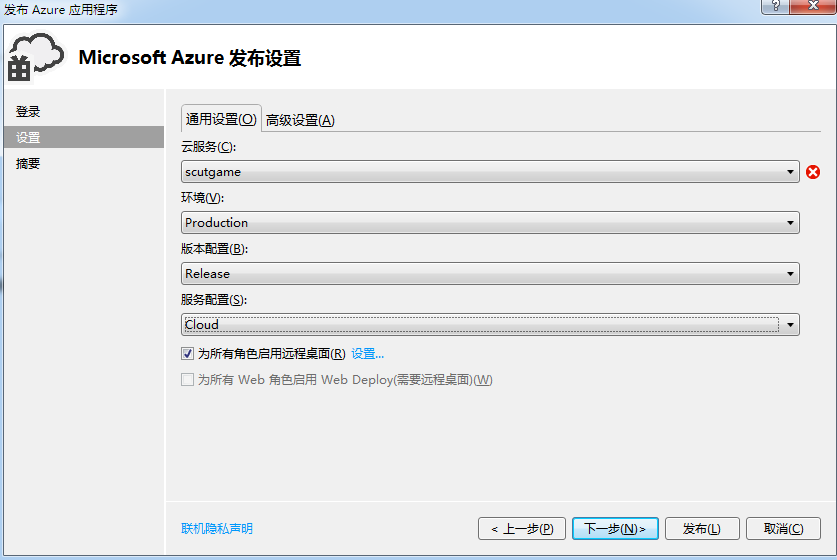 发布 Azure 应用程序
Microsoft Azure 发布设置
登录
设置
摘要
通用设置(O) 高级设置(A)
云服务(C):
scutgame
环境(V):
Production
版本配置(B):
Release
服务配置(S):
Cloud
为所有角色启用远程桌面(R) 设置...
为所有 Web 角色启用 Web Deploy(需要远程桌面)(W)
联机隐私声明 < 上一步(P) 下一步(N)> 发布(L) 取消(C)